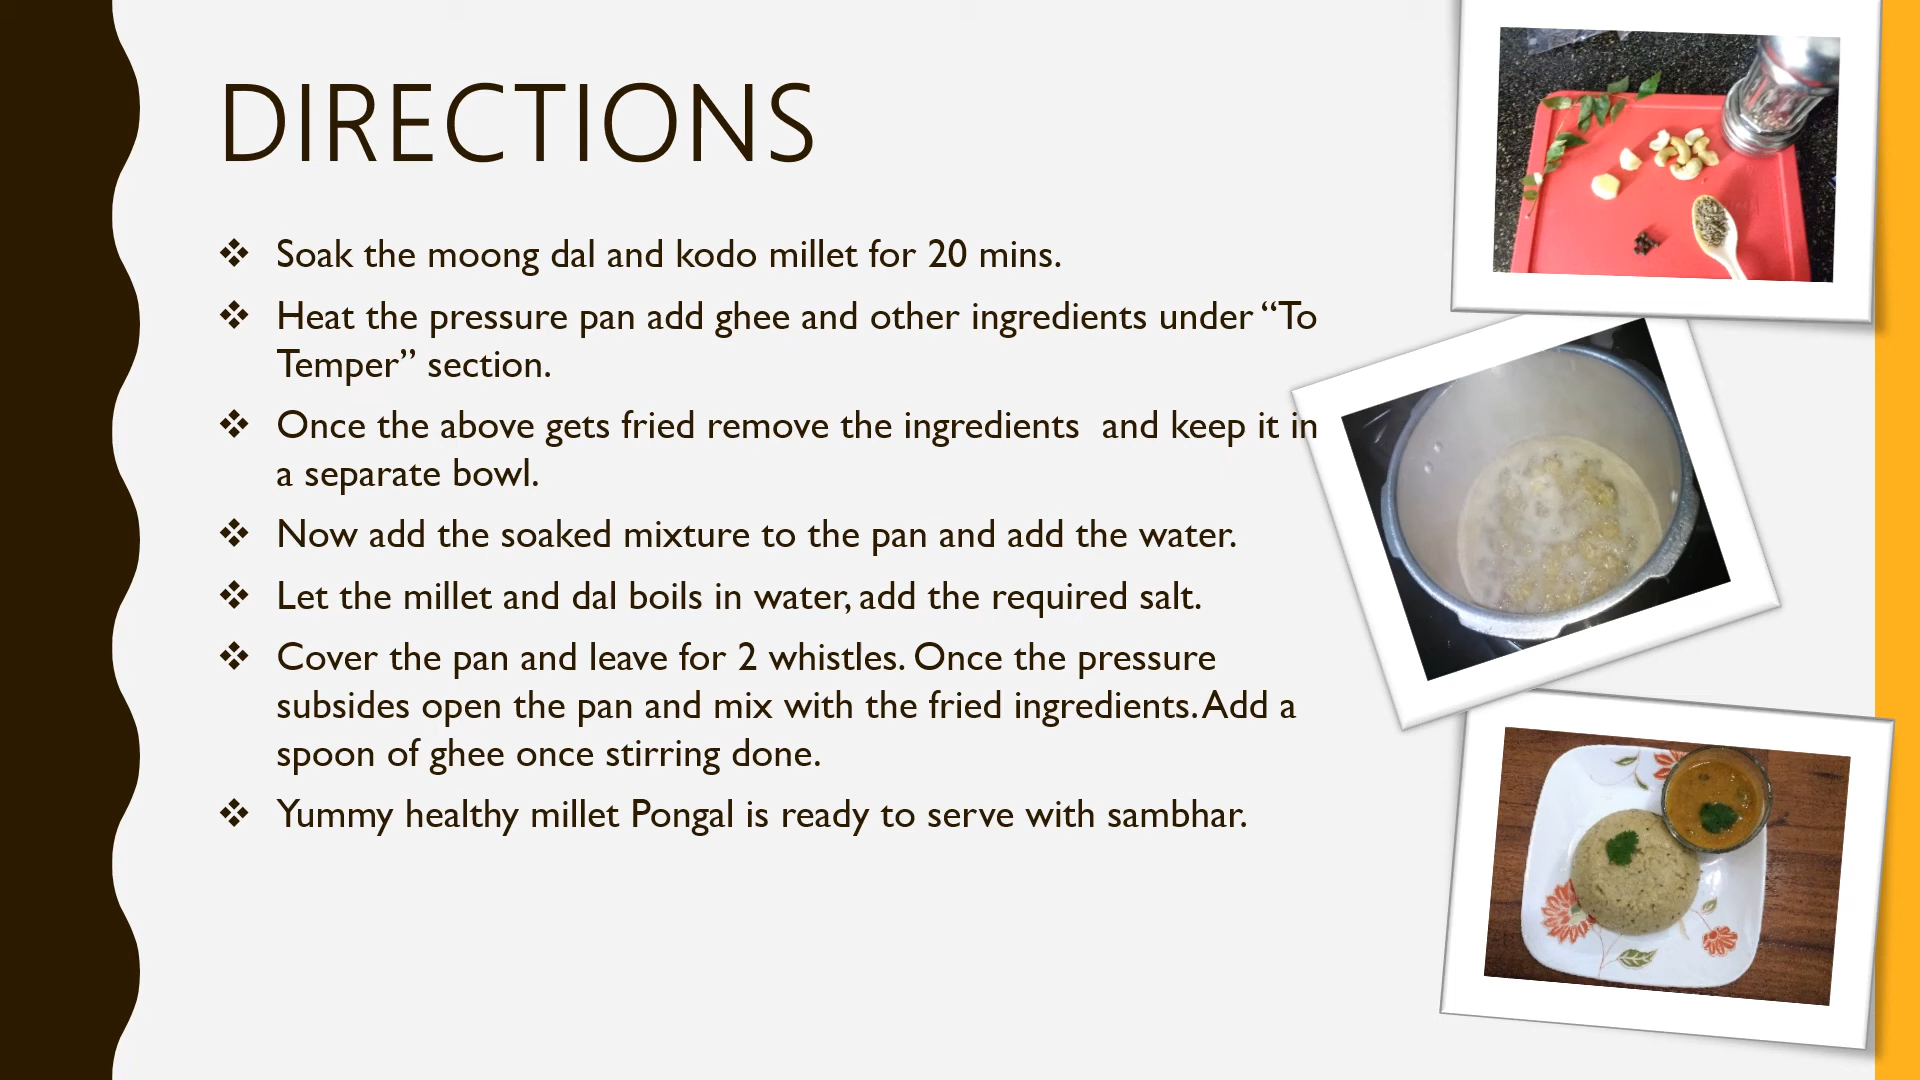 DIRECTIONS
❖ Soak the moong dal and kodo millet for 20 mins.
❖ Heat the pressure pan add ghee and other ingredients under “To
Temper” section.
❖ Once the above gets fried remove the ingredients  and keep it in
a separate bowl.
❖ Now add the soaked mixture to the pan and add the water.
❖ Let the millet and dal boils in water, add the required salt.
❖ Cover the pan and leave for 2 whistles. Once the pressure
subsides open the pan and mix with the fried ingredients. Add a
spoon of ghee once stirring done.
❖ Yummy healthy millet Pongal is ready to serve with sambhar.